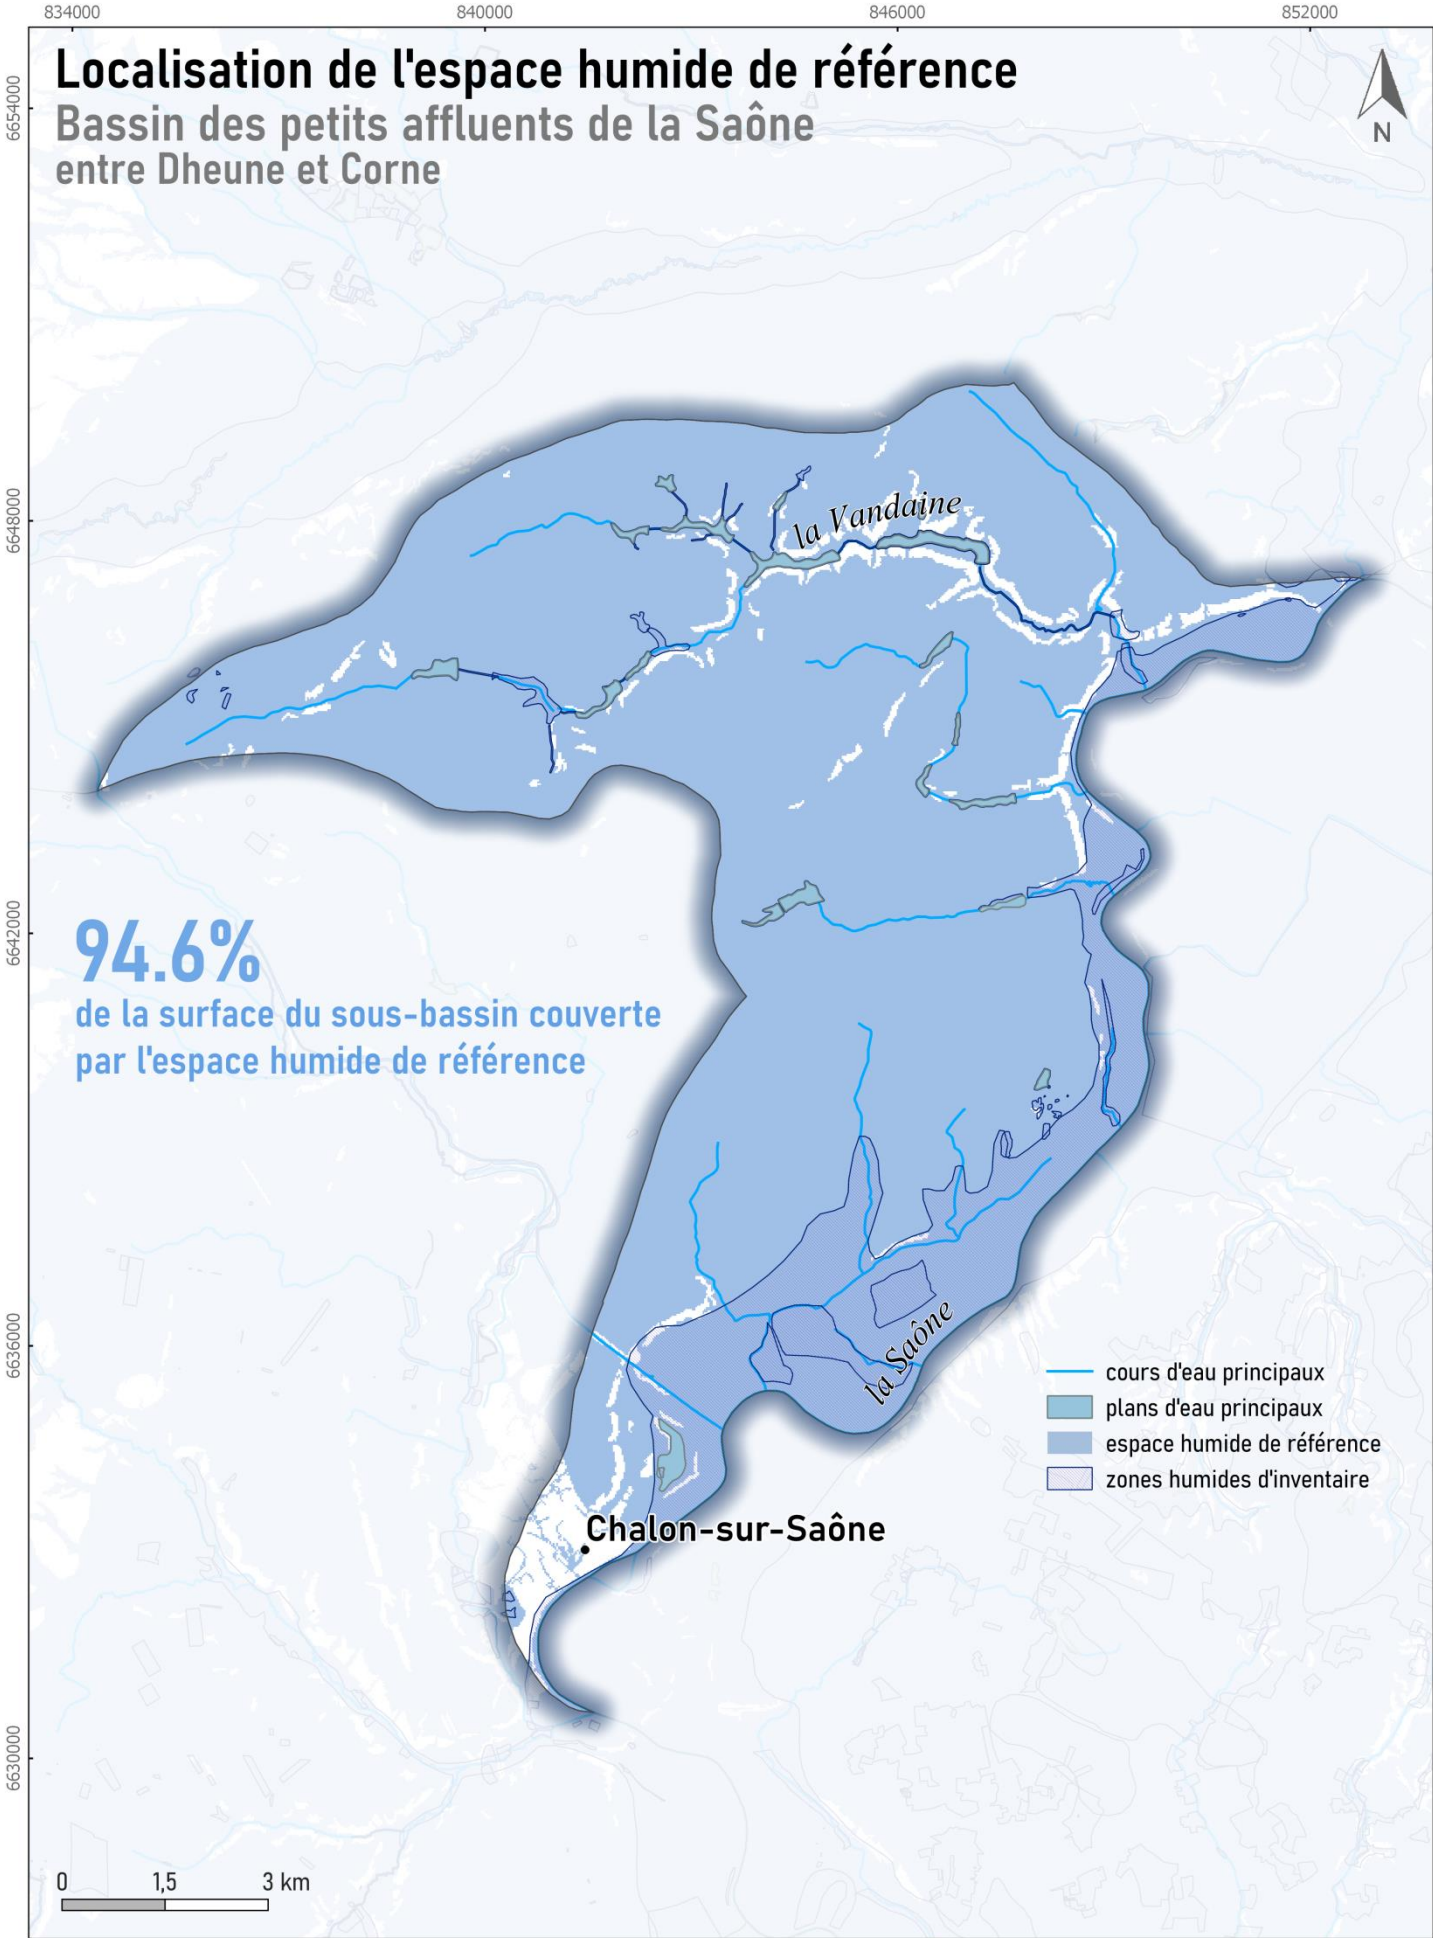 834000
840000
846000
852000
Localisation de l'espace humide de référence
Bassin des petits affluents de la Saône
entre Dheune et Corne
N
6654000
6648000
6642000
6636000
6630000
la Vandaine
94.6%
de la surface du sous-bassin couverte
par l'espace humide de référence
la Saône
cours d'eau principaux
plans d'eau principaux
espace humide de référence
zones humides d'inventaire
Chalon-sur-Saône
0 1,5 3 km